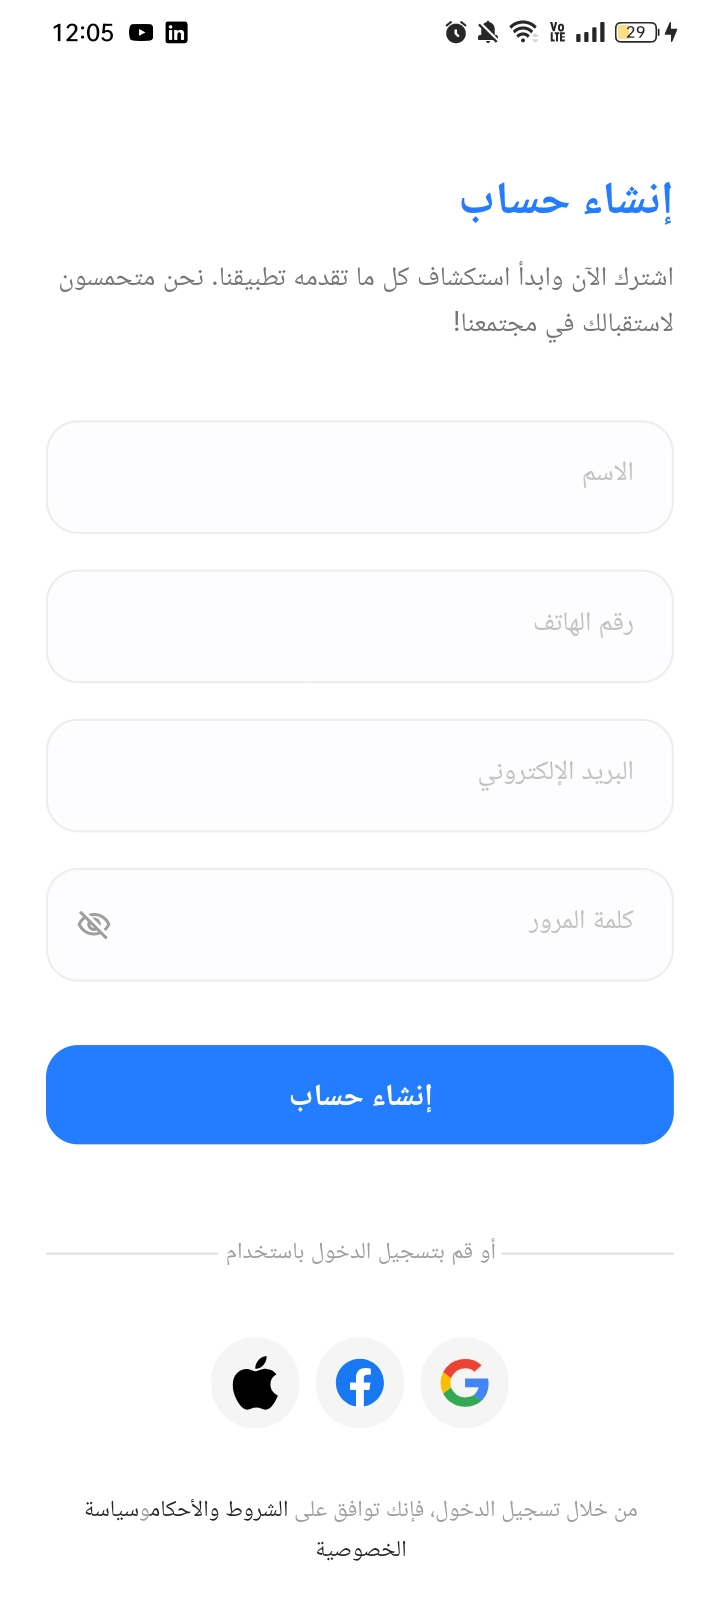 12:05
Vo LTE
29
إنشاء حساب
اشترك الآن وابدأ استكشاف كل ما تقدمه تطبيقنا. نحن متحمسون
لاستقبالك في مجتمعنا!
الاسم
رقم الهاتف
البريد الإلكتروني
كلمة المرور
إنشاء حساب
أو قم بتسجيل الدخول باستخدام
من خلال تسجيل الدخول، فإنك توافق على الشروط والأحكاموسياسة
الخصوصية